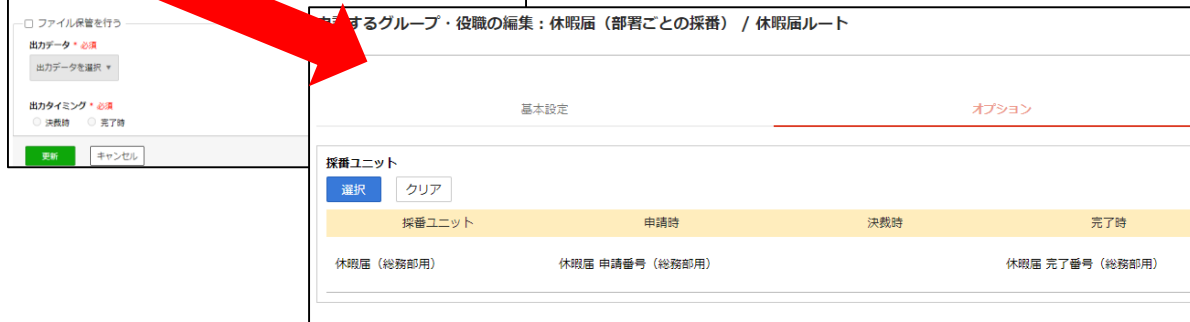 ファイル保管を行う
出力データ * 必須
出力データを選択 ▼
出力タイミング * 必須
決裁時 完了時
更新 キャンセル
するグループ・役職の編集：休暇届（部署ごとの採番） / 休暇届ルート
基本設定 オプション
採番ユニット
選択 クリア
採番ユニット 申請時 決裁時 完了時
休暇届（総務部用） 休暇届 申請番号（総務部用） 休暇届 完了番号（総務部用）